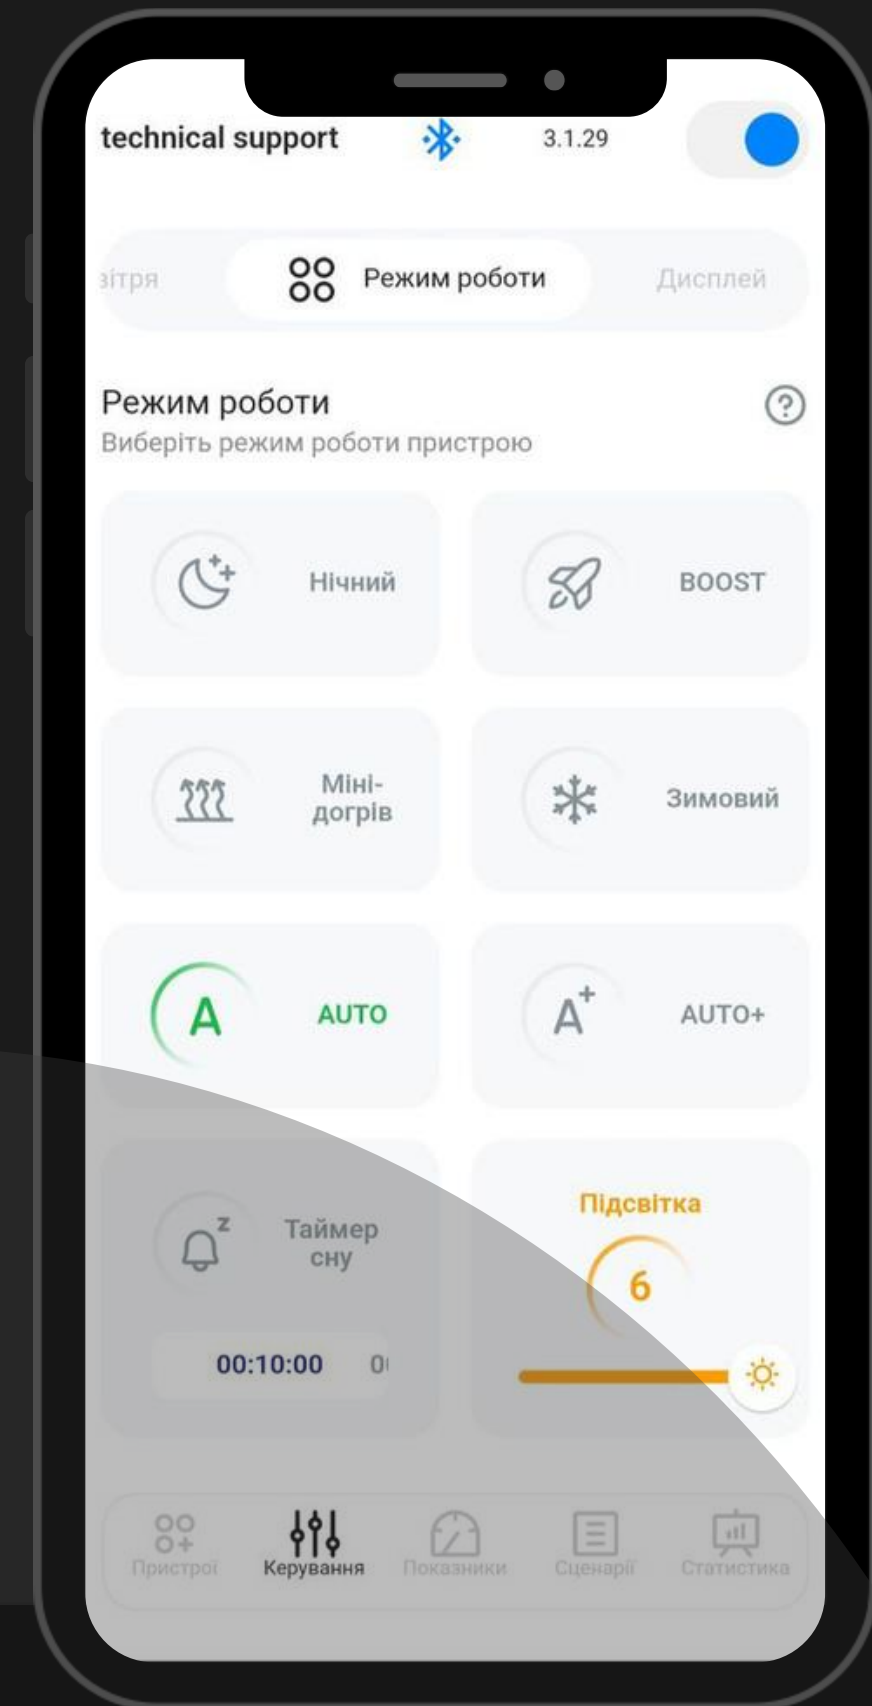 technical support
3.1.29
Режим роботи
Дисплей
Режим роботи
Виберіть режим роботи пристрою
Нічний
BOOST
Міні-
догрів
Зимовий
A
AUTO
A+
AUTO+
Таймер
сну
z
00:10:00
Підсвітка
6
Пристрої
Керування
Показники
Сценарії
Статистика